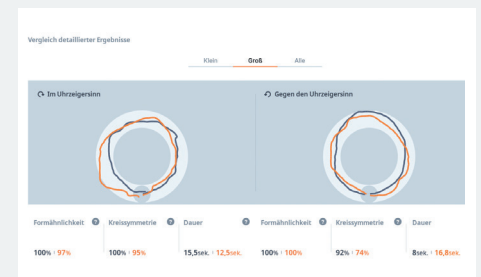 Vergleich detaillierter Ergebnisse
Klein Groß Alle
Im Uhrzeigersinn Gegen den Uhrzeigersinn
Formähnlichkeit ? Kreissymmetrie ? Dauer ? Formähnlichkeit ? Kreissymmetrie ? Dauer
100% 97% 100% 95% 15,5sek. 12,5sek. 100% 100% 92% 74% 8sek. 16,8sek.